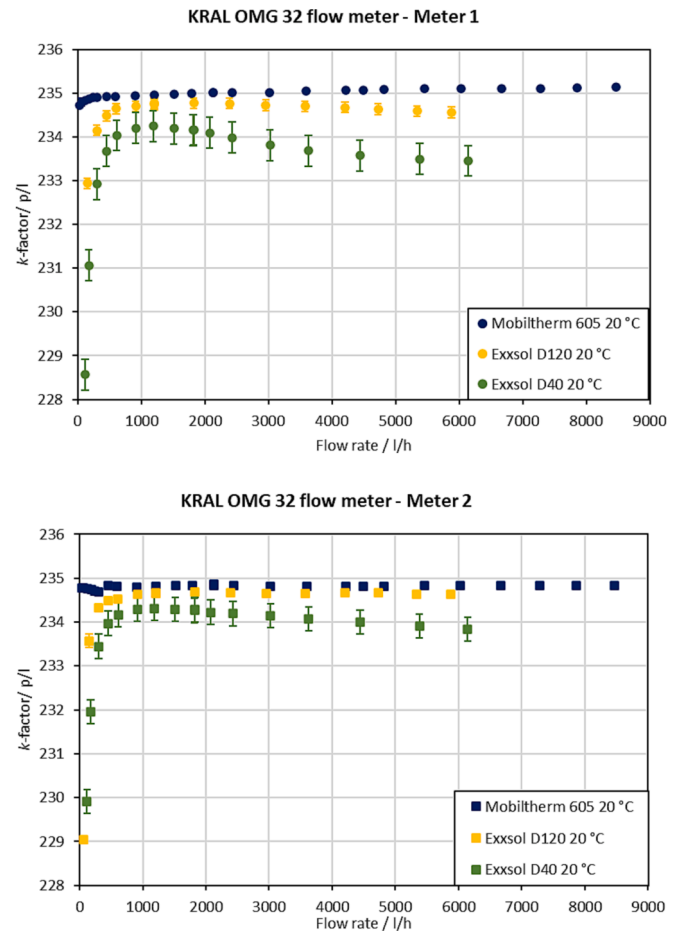 KRAL OMG 32 flow meter - Meter 1
236
235
234
233
232
231
230
229
228
k-factor/ p/l
Mobiltherm 605 20 °C
Exxsol D120 20 °C
Exxsol D40 20 °C
0 1000 2000 3000 4000 5000 6000 7000 8000 9000
Flow rate / l/h
KRAL OMG 32 flow meter - Meter 2
236
235
234
233
232
231
230
229
228
k-factor/ p/l
Mobiltherm 605 20 °C
Exxsol D120 20 °C
Exxsol D40 20 °C
0 1000 2000 3000 4000 5000 6000 7000 8000 9000
Flow rate / l/h